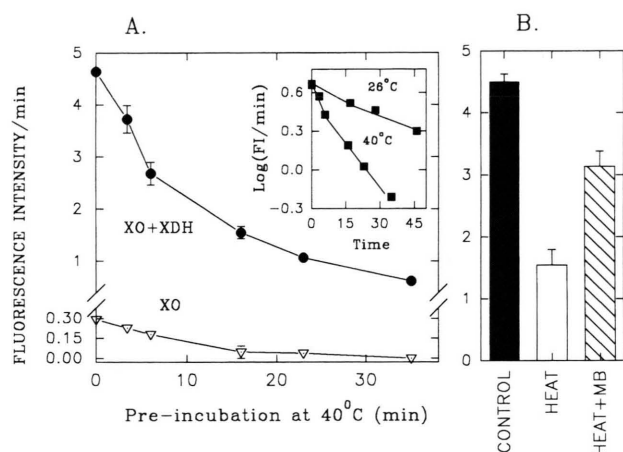 A.
B.
FLUORESCENCE INTENSITY/min
5
4
3
2
1
0.30
0.15
0.00
XO+XDH
XO
0
10
20
30
Pre-incubation at 40°C (min)
Log(FI/min)
0.6
0.3
0.0
-0.3
26°C
40°C
0 15 30 45
Time
5
4
3
2
1
0
CONTROL
HEAT
HEAT+MB